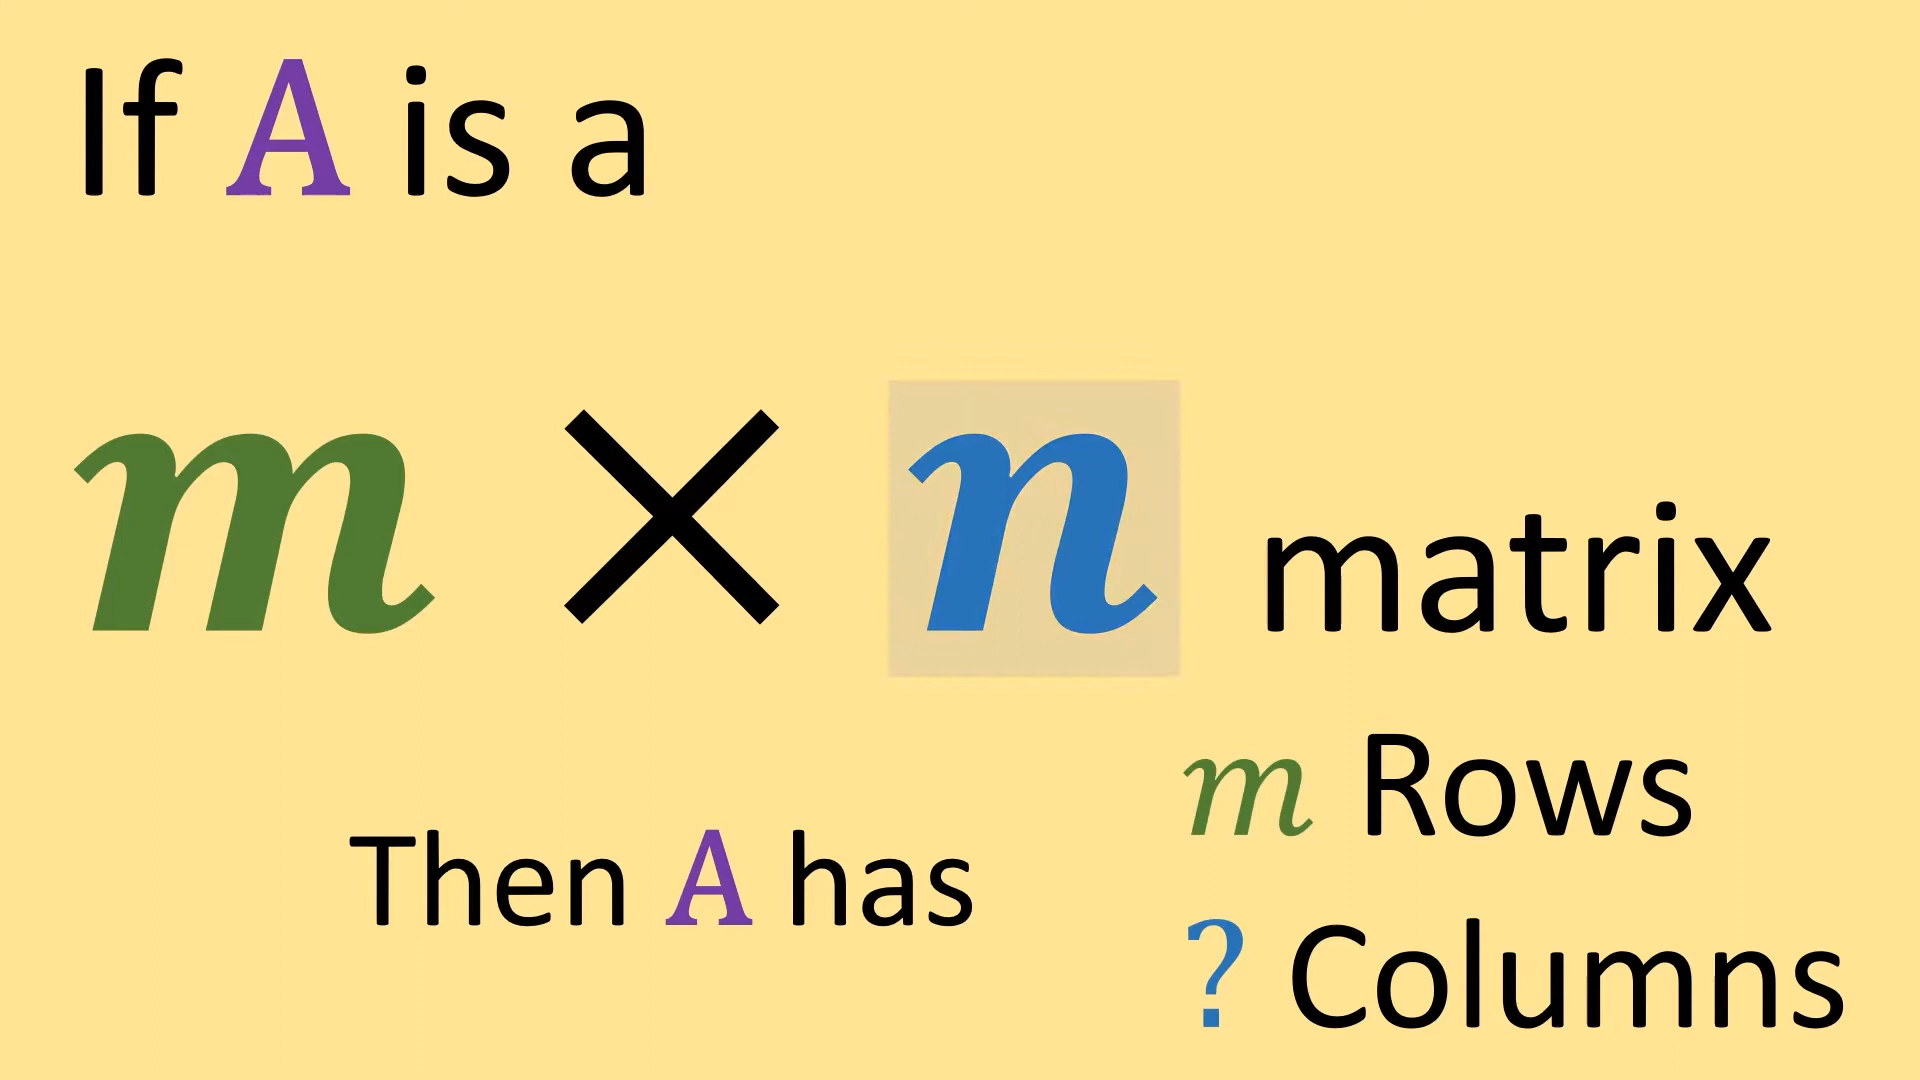 If A is a
m × n matrix
m Rows
Then A has
? Columns